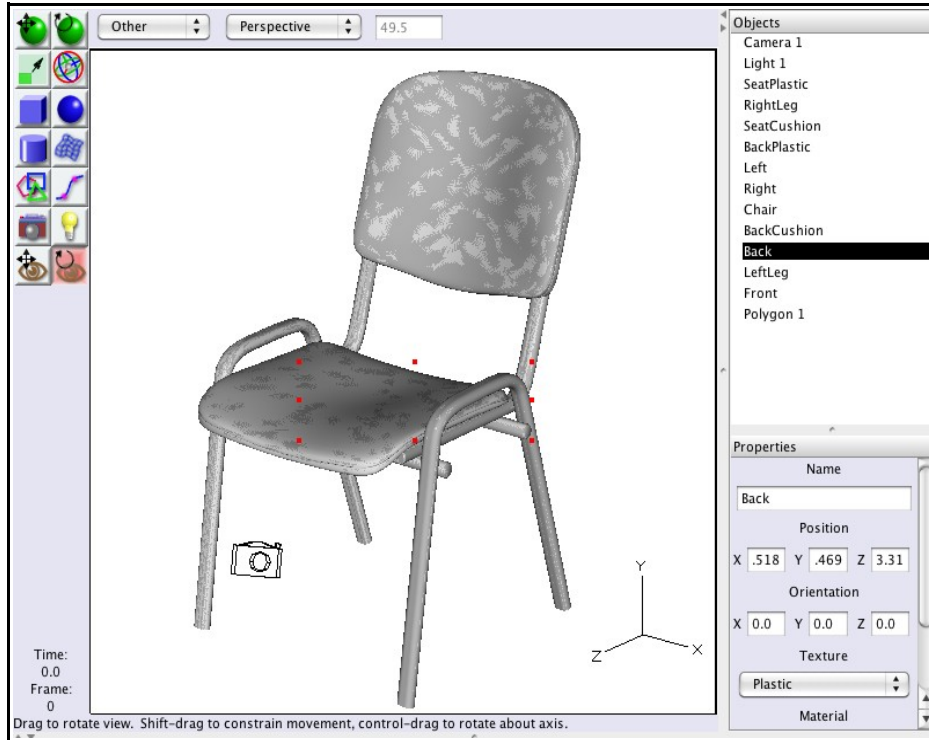 Other Perspective 49.5
Objects
Camera 1
Light 1
SeatPlastic
RightLeg
SeatCushion
BackPlastic
Left
Right
Chair
BackCushion
Back
LeftLeg
Front
Polygon 1
Properties
Name
Back
Position
X .518 Y .469 Z 3.31
Orientation
X 0.0 Y 0.0 Z 0.0
Texture
Plastic
Material
Y
Z X
Time:
0.0
Frame:
0
Drag to rotate view. Shift-drag to constrain movement, control-drag to rotate about axis.